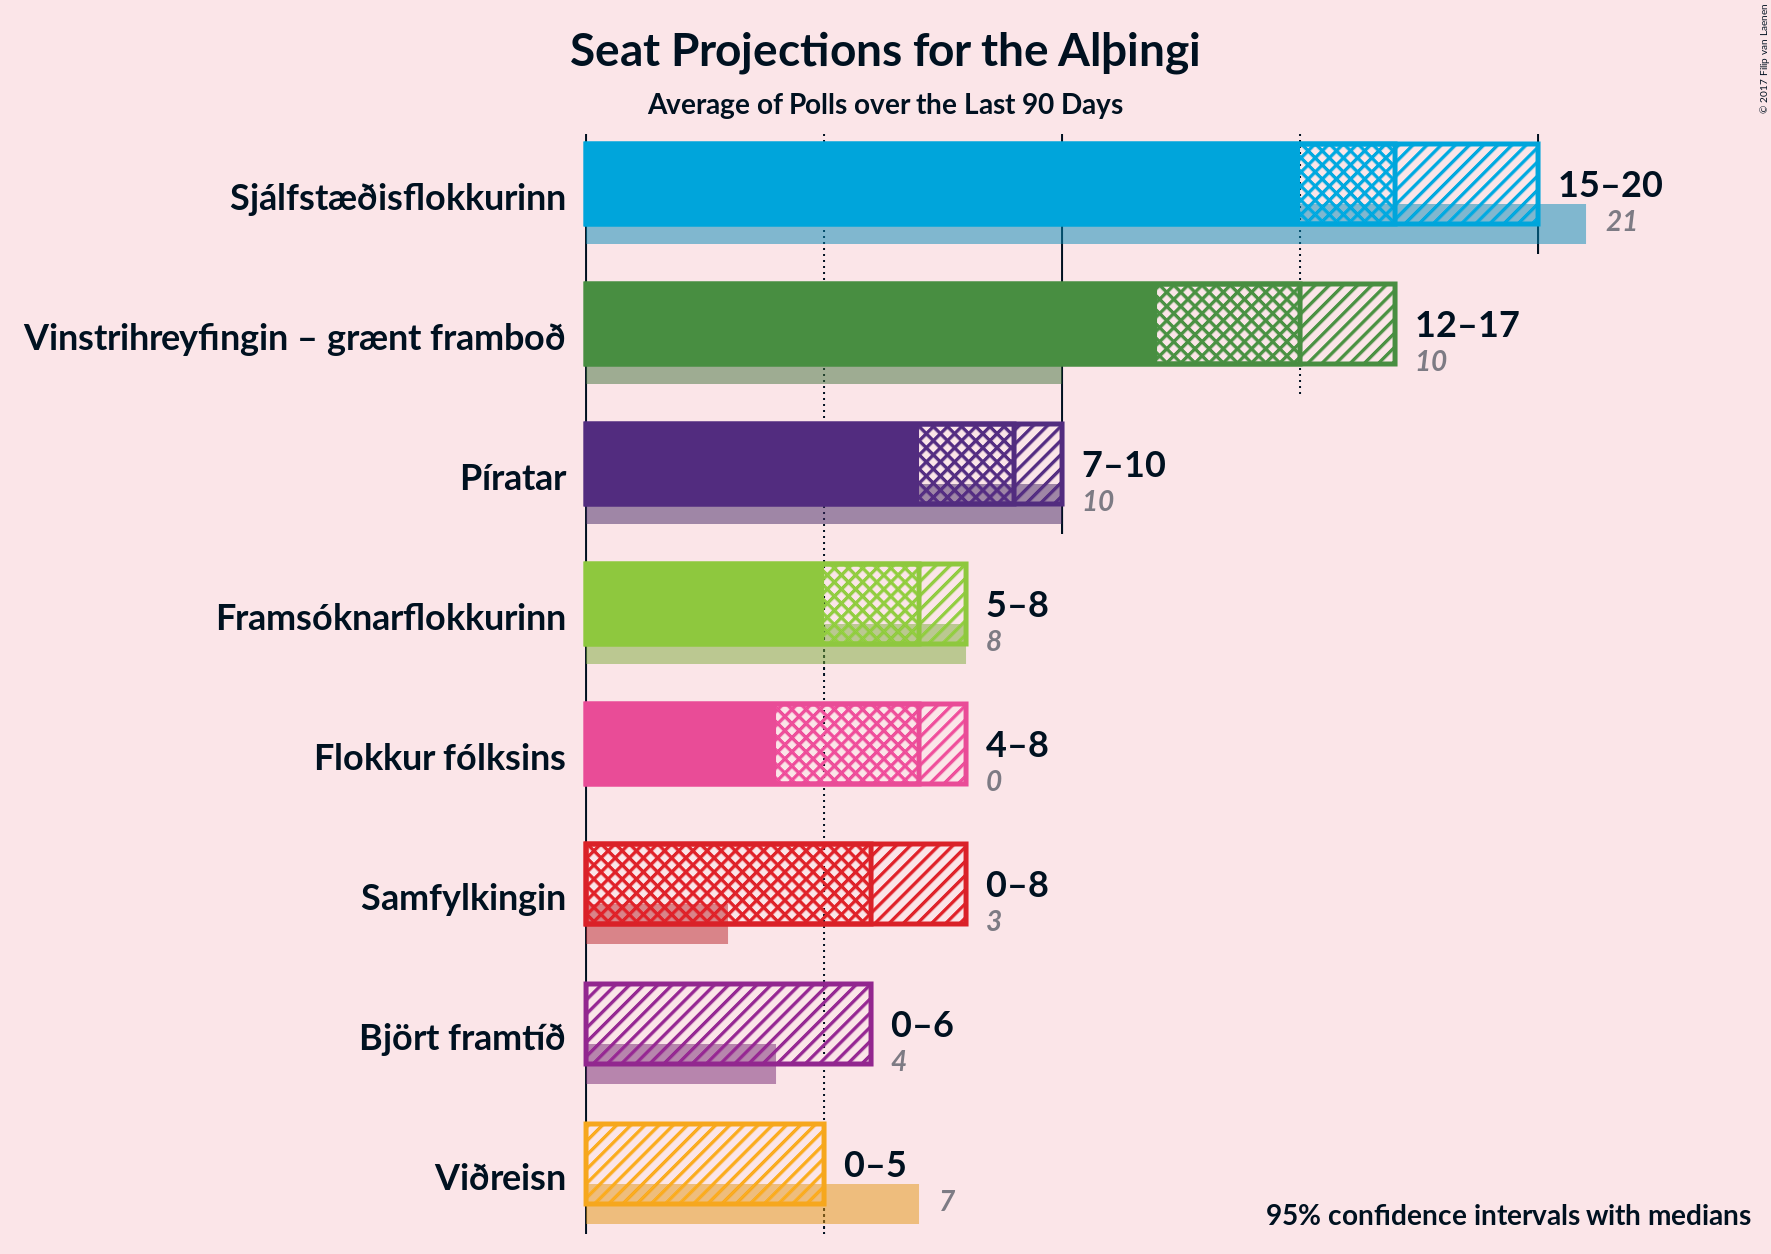 Seat Projections for the Alþingi
Average of Polls over the Last 90 Days
© 2017 Filip van Laenen
Sjálfstæðisflokkurinn
15–20
21
Vinstrihreyfingin – grænt framboð
12–17
10
Píratar
7–10
10
Framsóknarflokkurinn
5–8
8
Flokkur fólksins
4–8
0
Samfylkingin
0–8
3
Björt framtíð
0–6
4
Viðreisn
0–5
7
95% confidence intervals with medians